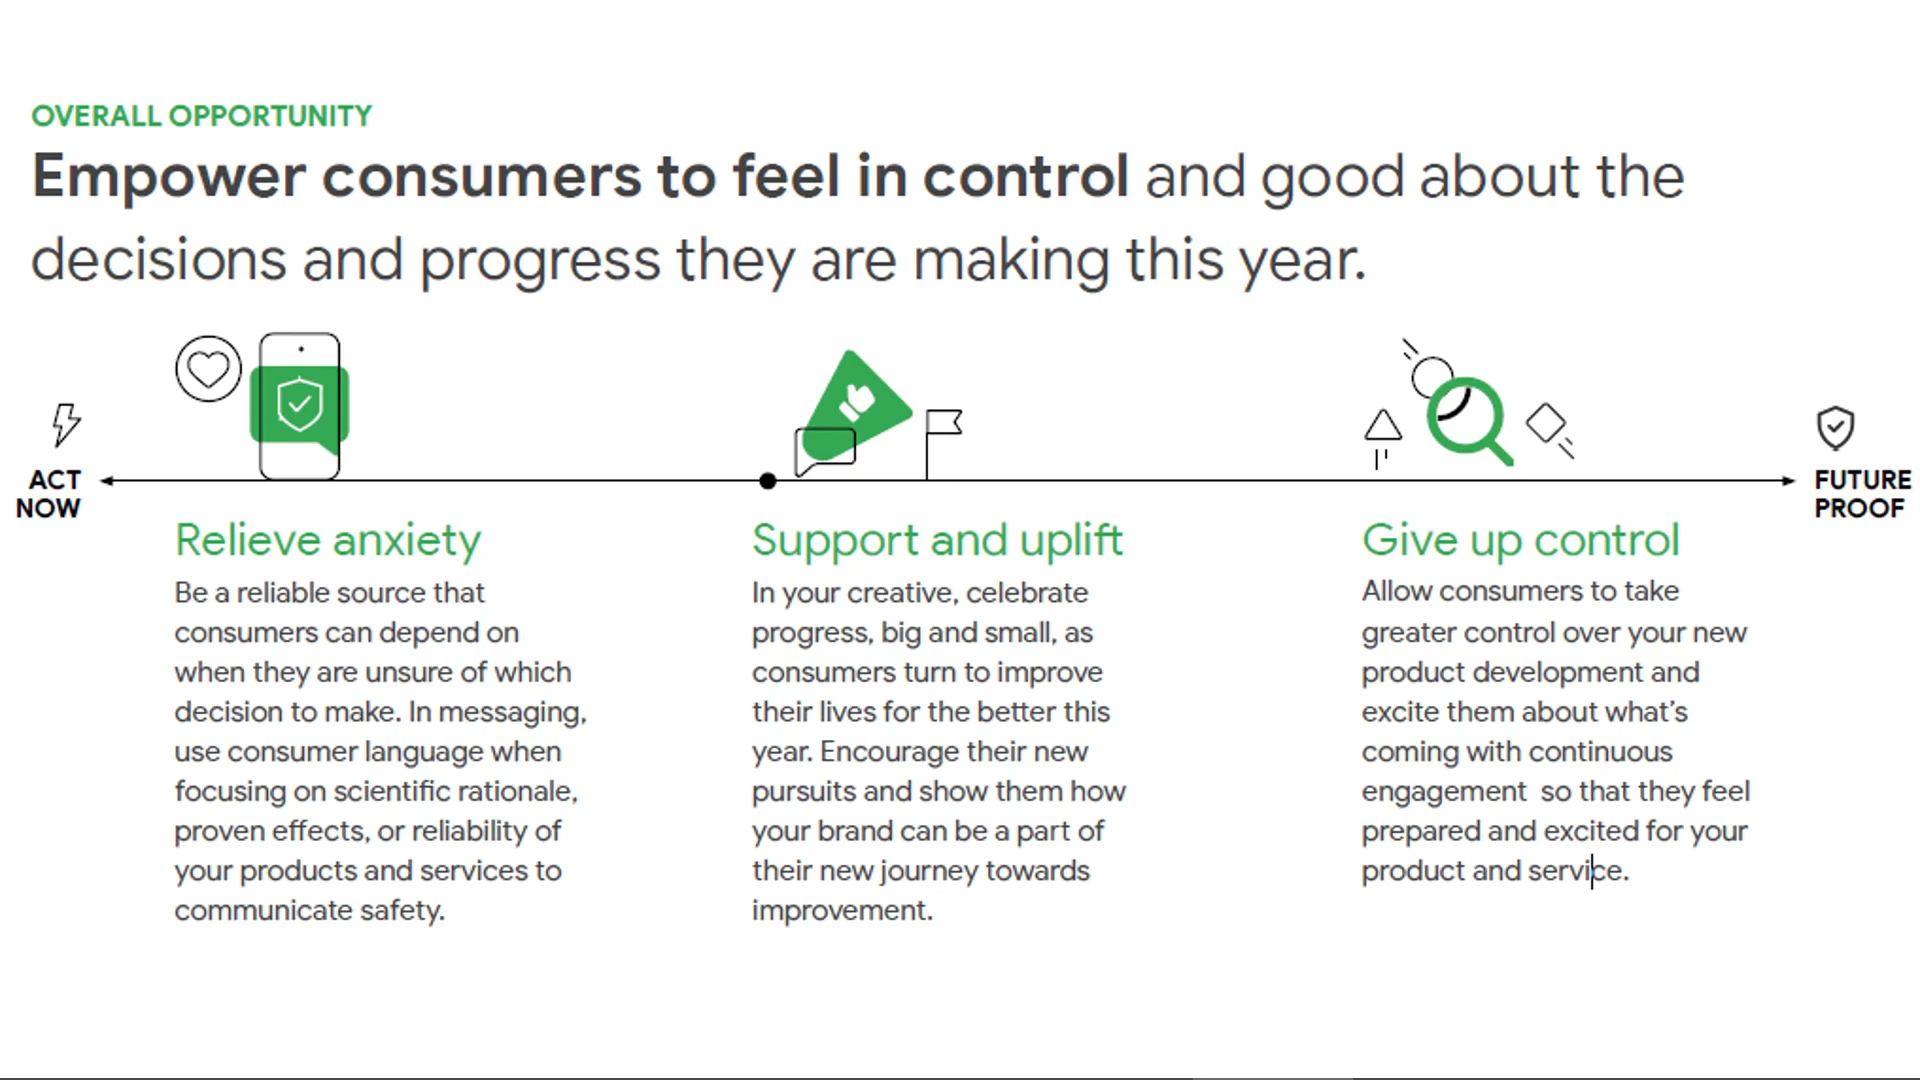 OVERALL OPPORTUNITY
Empower consumers to feel in control and good about the
decisions and progress they are making this year.
ACT
NOW
FUTURE
PROOF
Relieve anxiety
Be a reliable source that
consumers can depend on
when they are unsure of which
decision to make. In messaging,
use consumer language when
focusing on scientific rationale,
proven effects, or reliability of
your products and services to
communicate safety.
Support and uplift
In your creative, celebrate
progress, big and small, as
consumers turn to improve
their lives for the better this
year. Encourage their new
pursuits and show them how
your brand can be a part of
their new journey towards
improvement.
Give up control
Allow consumers to take
greater control over your new
product development and
excite them about what’s
coming with continuous
engagement  so that they feel
prepared and excited for your
product and service.